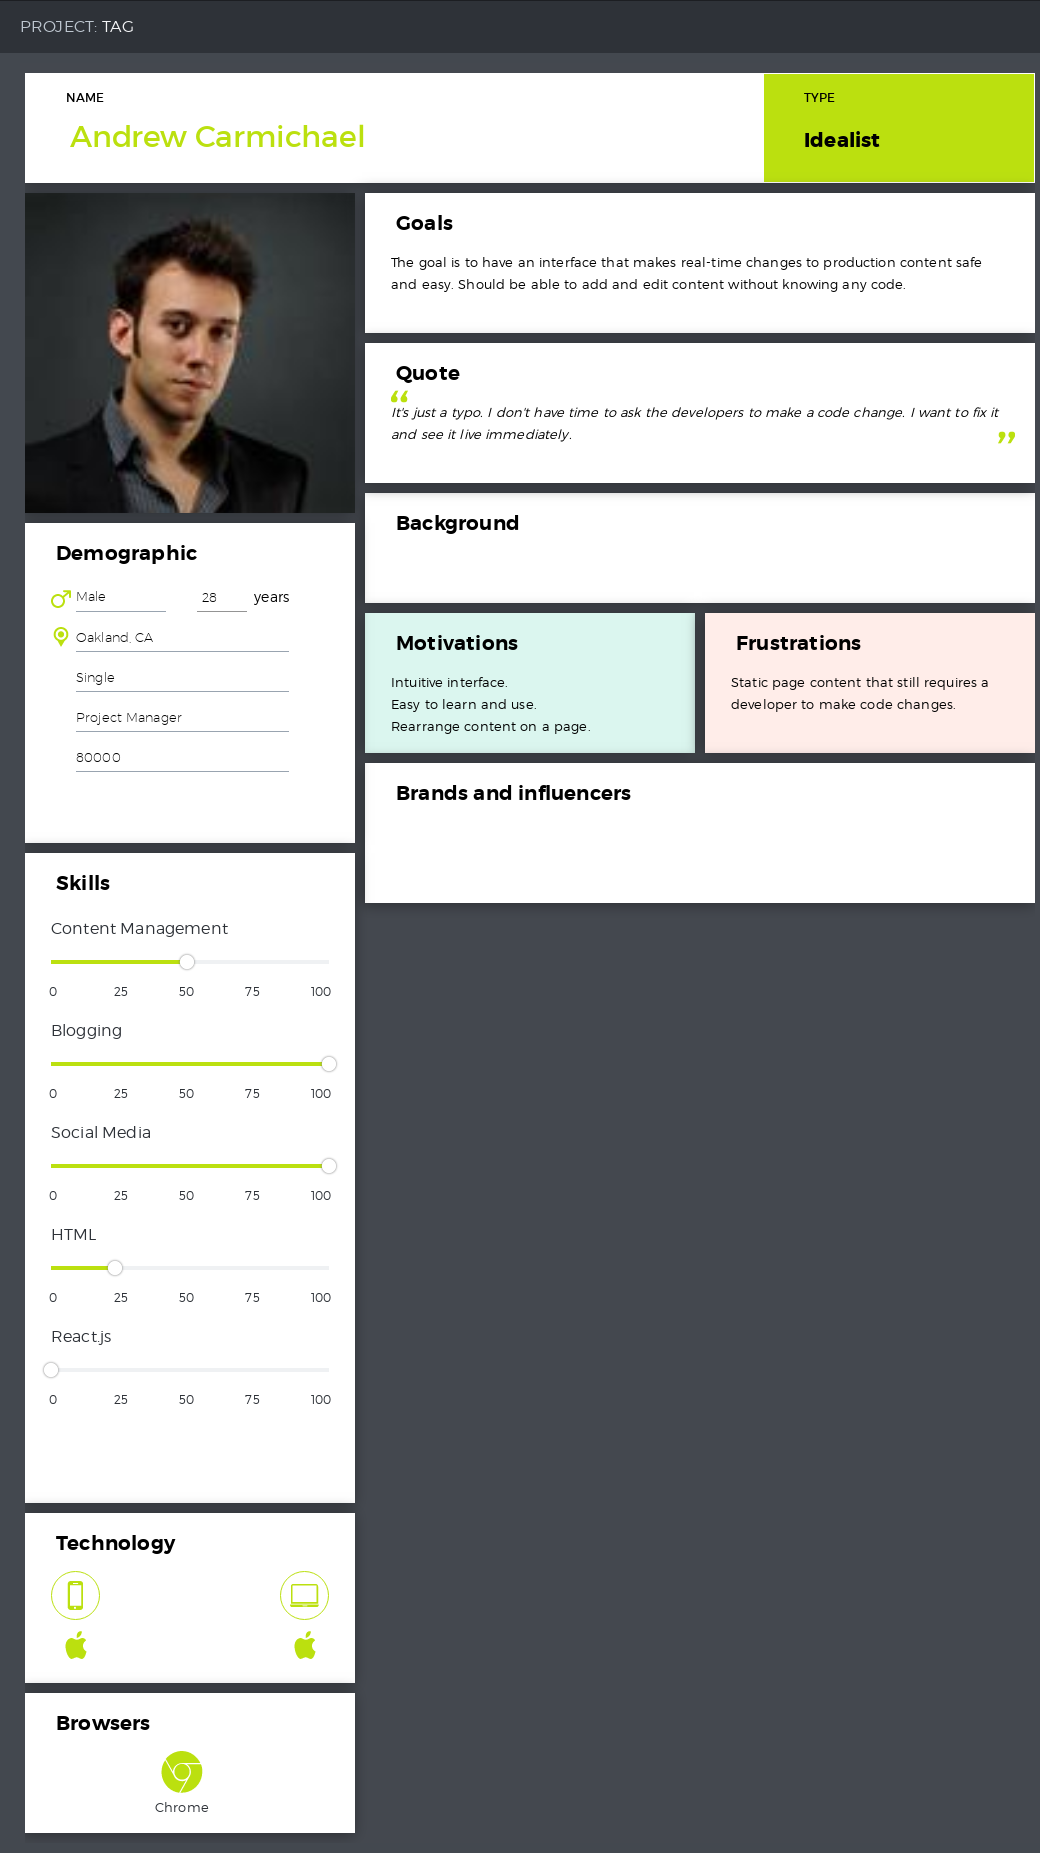 PROJECT: TAG
NAME
Andrew Carmichael
TYPE
Idealist
Goals
The goal is to have an interface that makes real-time changes to production content safe
and easy. Should be able to add and edit content without knowing any code.
Quote
“
It's just a typo. I don't have time to ask the developers to make a code change. I want to fix it
and see it live immediately.
”
Background
Motivations
Intuitive interface.
Easy to learn and use.
Rearrange content on a page.
Frustrations
Static page content that still requires a
developer to make code changes.
Brands and influencers
Demographic
Male 28 years
Oakland, CA
Single
Project Manager
80000
Skills
Content Management
0 25 50 75 100
Blogging
0 25 50 75 100
Social Media
0 25 50 75 100
HTML
0 25 50 75 100
React.js
0 25 50 75 100
Technology
Browsers
Chrome